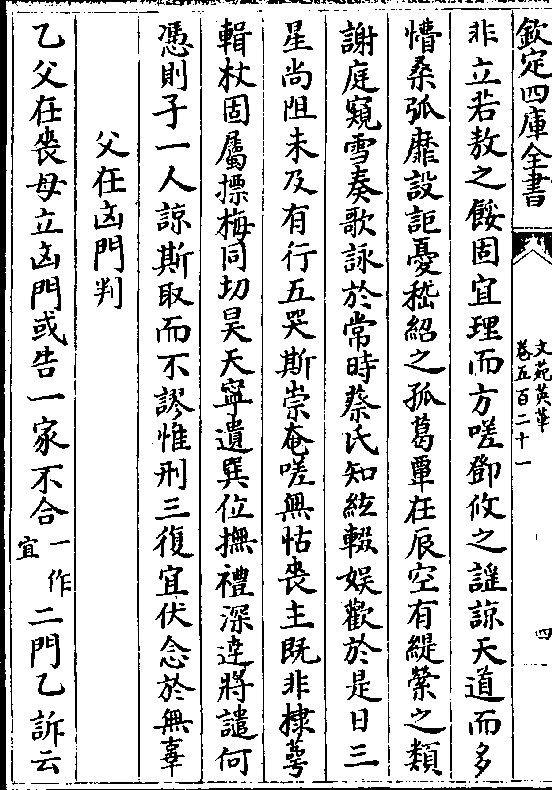 欽定四庫全書
文苑英華
卷五百二十一
四
非立若敖之餒固宜理而方嗟鄧攸之謡諒天道而多
懵桑弧靡設詎憂嵇紹之孤葛覃在辰空有緹縈之類
謝庭窺雪奏歌詠於常時蔡氏知絃輟娱歡於是日三
星尚阻未及有行五哭斯崇奄嗟無怙喪主既非棣萼
輯杖固屬摽梅同切昊天寧遺巽位撫禮深違將譴何
憑則子一人諒斯取而不謬惟刑三復宜伏念於無辜
父在凶門判
乙父在喪母立凶門或告一家不合一作宜二門乙訴云